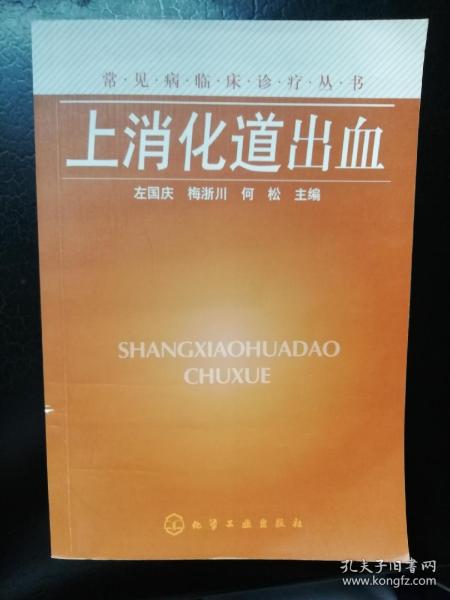 常·见·病·临·床·诊·疗·丛·书
上消化道出血
左国庆 梅浙川 何 松 主编
SHANGXIAOHUADAO
CHUXUE
化学工业出版社
孔夫子旧书网
www.kongfz.com